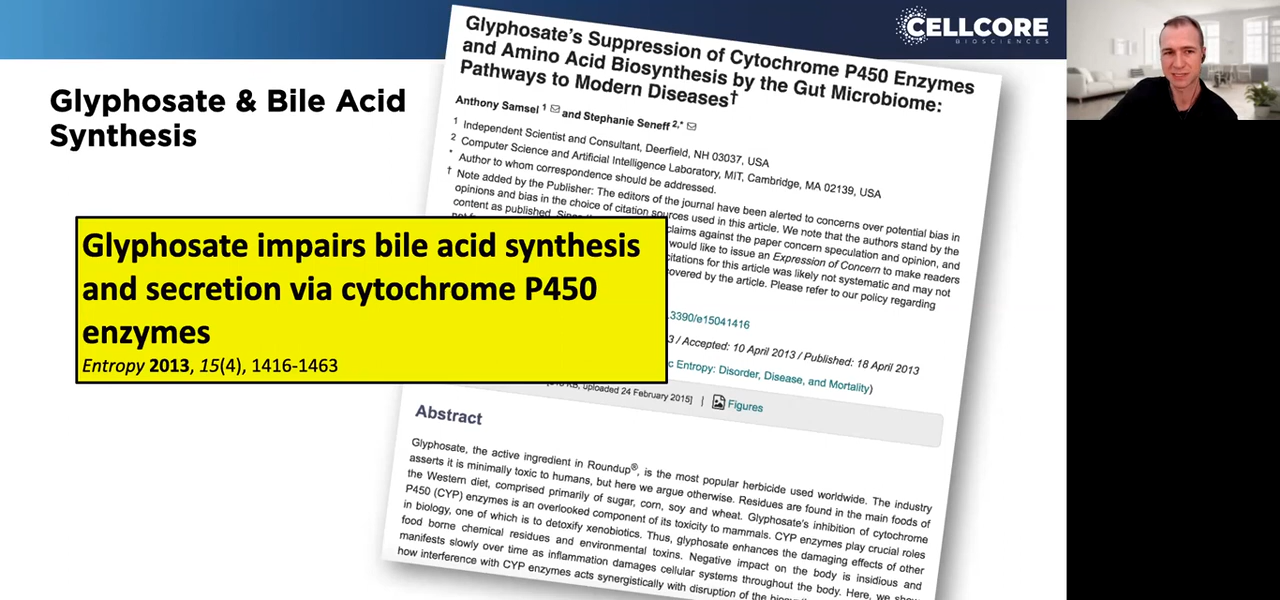 CELLCORE
BIOSCIENCES
Glyphosate & Bile Acid
Synthesis
Glyphosate's Suppression of Cytochrome P450 Enzymes
and Amino Acid Biosynthesis by the Gut Microbiome:
Pathways to Modern Diseases†
Anthony Samsel 1 and Stephanie Seneff 2,*
1 Independent Scientist and Consultant, Deerfield, NH 03037, USA
2 Computer Science and Artificial Intelligence Laboratory, MIT, Cambridge, MA 02139, USA
* Author to whom correspondence should be addressed.
† Note added by the Publisher: The editors of the journal have been alerted to concerns over potential bias in
opinions and bias in the choice of citation sources used in this article. We note that the authors stand by the
content as published. Since
claims against the paper concern speculation and opinion, and
would like to issue an Expression of Concern to make readers
citations for this article was likely not systematic and may not
covered by the article. Please refer to our policy regarding
Glyphosate impairs bile acid synthesis
and secretion via cytochrome P450
enzymes
Entropy 2013, 15(4), 1416-1463
.3390/e15041416
3 / Accepted: 10 April 2013 / Published: 18 April 2013
c Entropy: Disorder, Disease, and Mortality)
KB, uploaded 24 February 2015] | Figures
Abstract
Glyphosate, the active ingredient in Roundup®, is the most popular herbicide used worldwide. The industry
asserts it is minimally toxic to humans, but here we argue otherwise. Residues are found in the main foods of
the Western diet, comprised primarily of sugar, corn, soy and wheat. Glyphosate's inhibition of cytochrome
P450 (CYP) enzymes is an overlooked component of its toxicity to mammals. CYP enzymes play crucial roles
in biology, one of which is to detoxify xenobiotics. Thus, glyphosate enhances the damaging effects of other
food borne chemical residues and environmental toxins. Negative impact on the body is insidious and
manifests slowly over time as inflammation damages cellular systems throughout the body. Here, we show
how interference with CYP enzymes acts synergistically with disruption of the